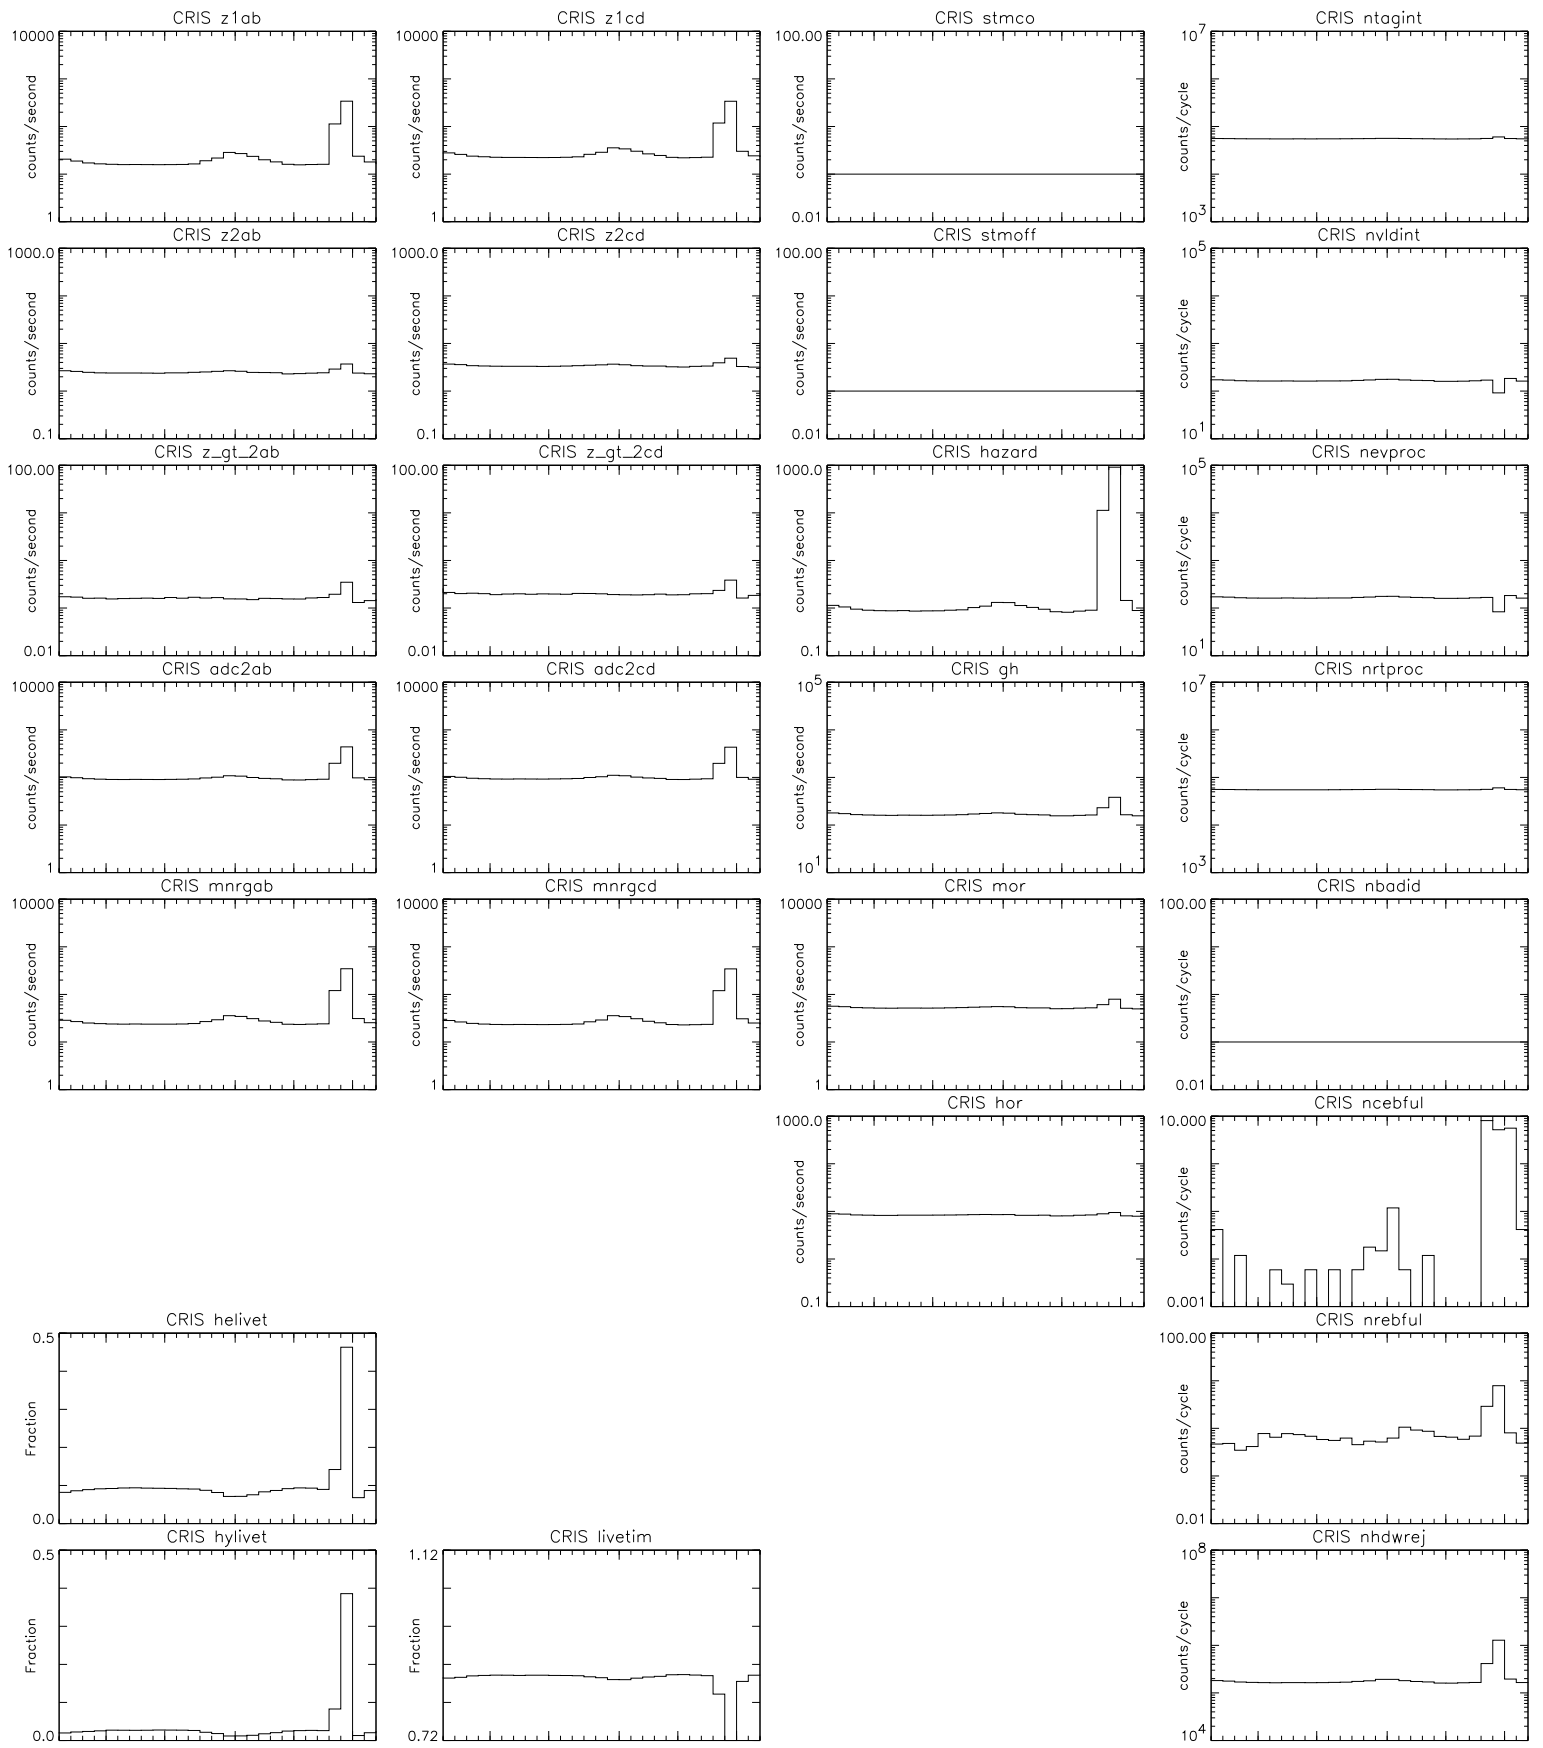 CRIS z1ab
10000
counts/second
1
CRIS z1cd
10000
counts/second
1
CRIS stmco
100.00
counts/second
0.01
CRIS ntagint
10^7
counts/cycle
10^3
CRIS z2ab
1000.0
counts/second
0.1
CRIS z2cd
1000.0
counts/second
0.1
CRIS stmoff
100.00
counts/second
0.01
CRIS nvldint
10^5
counts/cycle
10^1
CRIS z_gt_2ab
100.00
counts/second
0.01
CRIS z_gt_2cd
100.00
counts/second
0.01
CRIS hazard
1000.0
counts/second
0.1
CRIS nevproc
10^5
counts/cycle
10^1
CRIS adc2ab
10000
counts/second
1
CRIS adc2cd
10000
counts/second
1
CRIS gh
10^5
counts/second
10^1
CRIS nrtproc
10^7
counts/cycle
10^3
CRIS mnrgab
10000
counts/second
1
CRIS mnrgcd
10000
counts/second
1
CRIS mor
10000
counts/second
1
CRIS nbadid
100.00
counts/cycle
0.01
CRIS hor
1000.0
counts/second
0.1
CRIS ncebful
10.000
counts/cycle
0.001
CRIS helivet
0.5
Fraction
0.0
CRIS nrebful
100.00
counts/cycle
0.01
CRIS hylivet
0.5
Fraction
0.0
CRIS livetim
1.12
Fraction
0.72
CRIS nhdwrej
10^8
counts/cycle
10^4